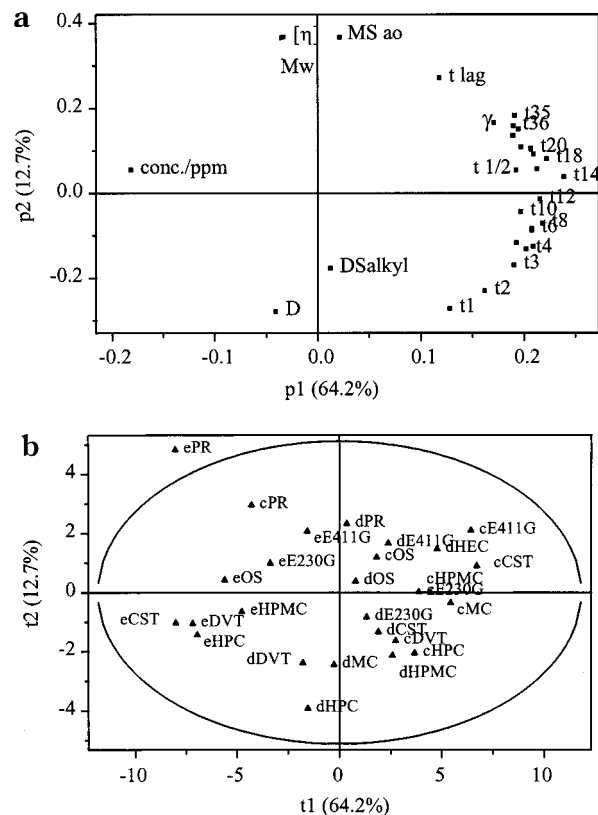 a
0.4
0.2
0.0
-0.2
p2 (12.7%)
[η]
Mw
MS ao
t lag
t35
γ
t36
t20
t18
t 1/2
t14
conc./ppm
t12
t10
t8
t6
t4
t3
DSalkyl
t2
t1
D
-0.2
-0.1
0.0
0.1
0.2
p1 (64.2%)
b
4
2
0
-2
-4
t2 (12.7%)
ePR
cPR
dPR
eE411G
cE411G
dE411G
dHEC
eE230G
cOS
cCST
eOS
dOS
cHPMC
cE230G
eHPMC
cMC
eCST
eDVT
dE230G
dCST
eHPC
cDVT
cHPC
dDVT
dMC
dHPMC
dHPC
-10
-5
0
5
10
t1 (64.2%)